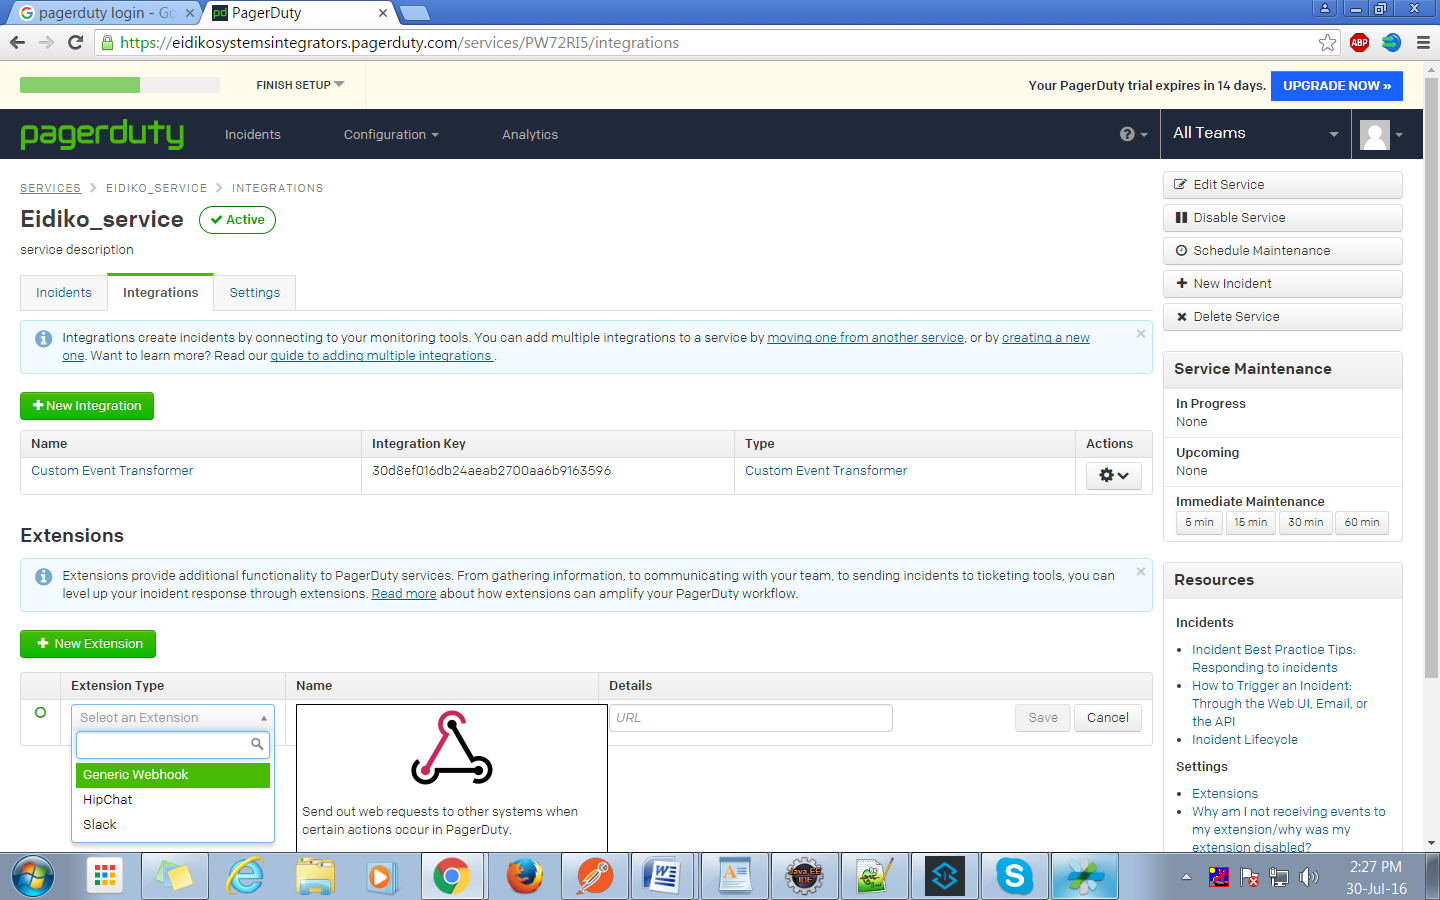 pagerduty login - Go
PagerDuty
https://eidikosystemsintegrators.pagerduty.com/services/PW72RI5/integrations
ABP
FINISH SETUP
Your PagerDuty trial expires in 14 days.
UPGRADE NOW »
pagerduty
Incidents
Configuration
Analytics
?
All Teams
SERVICES > EIDIKO_SERVICE > INTEGRATIONS
Eidiko_service
Active
service description
Incidents
Integrations
Settings
Integrations create incidents by connecting to your monitoring tools. You can add multiple integrations to a service by moving one from another service, or by creating a new
one. Want to learn more? Read our guide to adding multiple integrations .
+ New Integration
Name
Integration Key
Type
Actions
Custom Event Transformer
30d8ef016db24aeab2700aa6b9163596
Custom Event Transformer
Extensions
Extensions provide additional functionality to PagerDuty services. From gathering information, to communicating with your team, to sending incidents to ticketing tools, you can
level up your incident response through extensions. Read more about how extensions can amplify your PagerDuty workflow.
+ New Extension
Extension Type
Name
Details
Select an Extension
URL
Save
Cancel
Generic Webhook
HipChat
Slack
Send out web requests to other systems when
certain actions occur in PagerDuty.
Edit Service
Disable Service
Schedule Maintenance
New Incident
Delete Service
Service Maintenance
In Progress
None
Upcoming
None
Immediate Maintenance
5 min
15 min
30 min
60 min
Resources
Incidents
• Incident Best Practice Tips:
Responding to incidents
• How to Trigger an Incident:
Through the Web UI, Email, or
the API
• Incident Lifecycle
Settings
• Extensions
• Why am I not receiving events to
my extension/why was my
extension disabled?
Java EE
IDE
2:27 PM
30-Jul-16